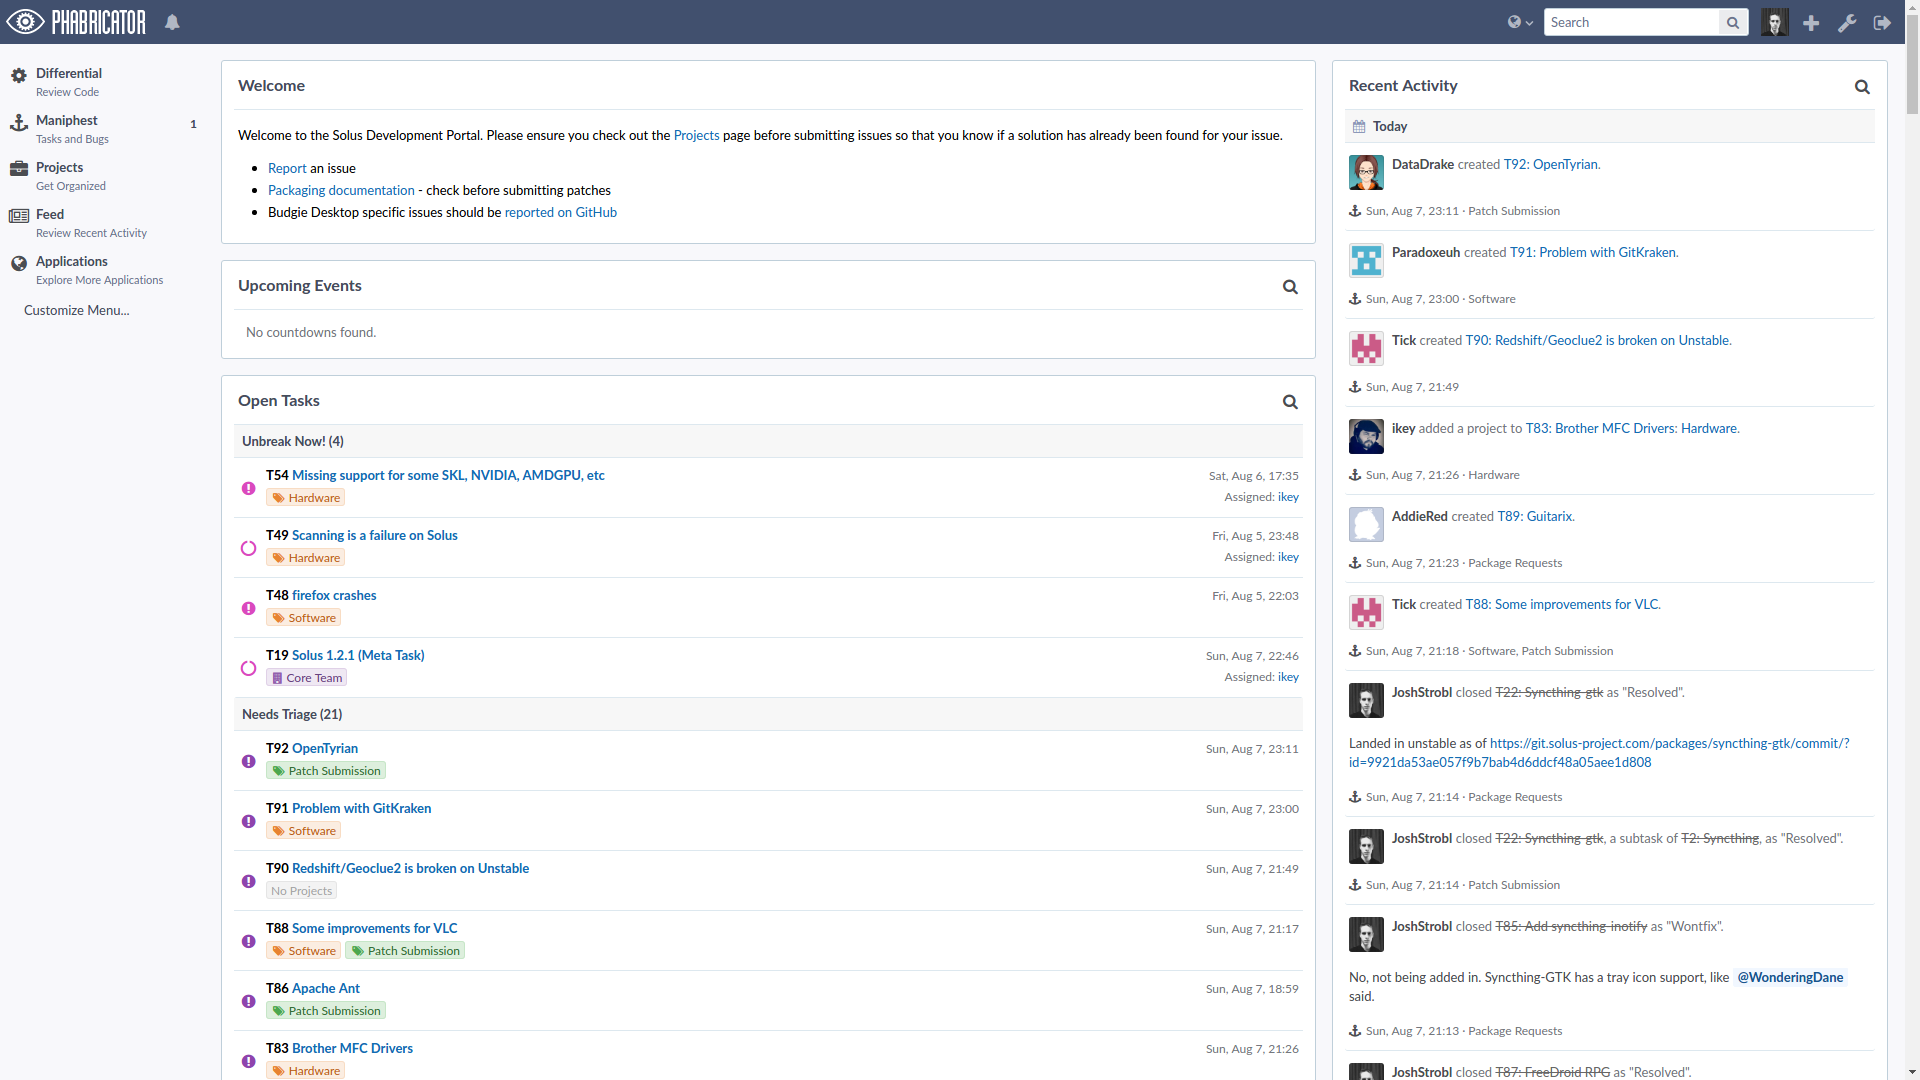 PHABRICATOR
Search
Differential
Review Code
Maniphest
1
Tasks and Bugs
Projects
Get Organized
Feed
Review Recent Activity
Applications
Explore More Applications
Customize Menu...
Welcome
Welcome to the Solus Development Portal. Please ensure you check out the Projects page before submitting issues so that you know if a solution has already been found for your issue.
Report an issue
Packaging documentation - check before submitting patches
Budgie Desktop specific issues should be reported on GitHub
Upcoming Events
No countdowns found.
Open Tasks
Unbreak Now! (4)
T54 Missing support for some SKL, NVIDIA, AMDGPU, etc
Sat, Aug 6, 17:35
Hardware
Assigned: ikey
T49 Scanning is a failure on Solus
Fri, Aug 5, 23:48
Hardware
Assigned: ikey
T48 firefox crashes
Fri, Aug 5, 22:03
Software
T19 Solus 1.2.1 (Meta Task)
Sun, Aug 7, 22:46
Core Team
Assigned: ikey
Needs Triage (21)
T92 OpenTyrian
Sun, Aug 7, 23:11
Patch Submission
T91 Problem with GitKraken
Sun, Aug 7, 23:00
Software
T90 Redshift/Geoclue2 is broken on Unstable
Sun, Aug 7, 21:49
No Projects
T88 Some improvements for VLC
Sun, Aug 7, 21:17
Software Patch Submission
T86 Apache Ant
Sun, Aug 7, 18:59
Patch Submission
T83 Brother MFC Drivers
Sun, Aug 7, 21:26
Hardware
Recent Activity
Today
DataDrake created T92: OpenTyrian.
Sun, Aug 7, 23:11 · Patch Submission
Paradoxeuh created T91: Problem with GitKraken.
Sun, Aug 7, 23:00 · Software
Tick created T90: Redshift/Geoclue2 is broken on Unstable.
Sun, Aug 7, 21:49
ikey added a project to T83: Brother MFC Drivers: Hardware.
Sun, Aug 7, 21:26 · Hardware
AddieRed created T89: Guitarix.
Sun, Aug 7, 21:23 · Package Requests
Tick created T88: Some improvements for VLC.
Sun, Aug 7, 21:18 · Software, Patch Submission
JoshStrobl closed T22: Syncthing-gtk as "Resolved".
Landed in unstable as of https://git.solus-project.com/packages/syncthing-gtk/commit/?
id=9921da53ae057f9b7bab4d6ddcf48a05aee1d808
Sun, Aug 7, 21:14 · Package Requests
JoshStrobl closed T22: Syncthing-gtk, a subtask of T2: Syncthing, as "Resolved".
Sun, Aug 7, 21:14 · Patch Submission
JoshStrobl closed T85: Add syncthing-inotify as "Wontfix".
No, not being added in. Syncthing-GTK has a tray icon support, like @WonderingDane
said.
Sun, Aug 7, 21:13 · Package Requests
JoshStrobl closed T87: FreeDroid RPG as "Resolved".